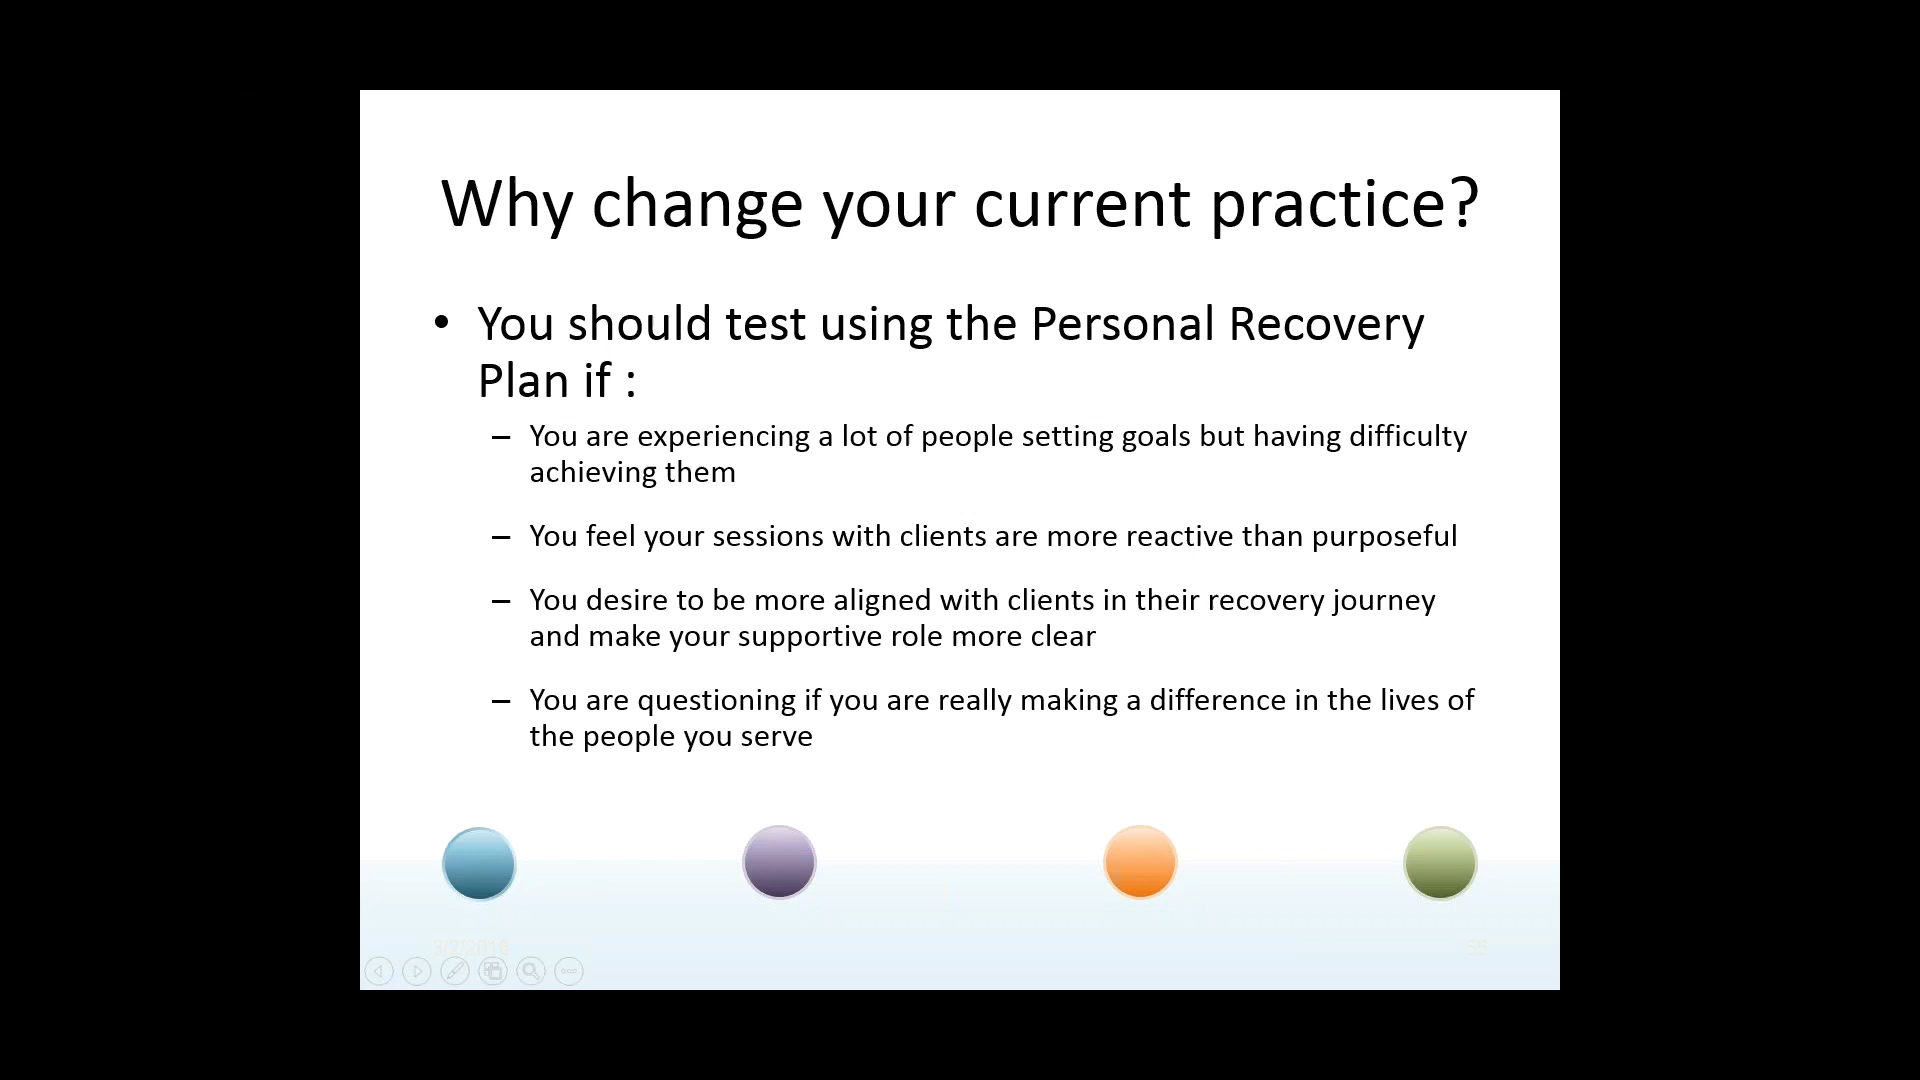 Why change your current practice?
• You should test using the Personal Recovery
Plan if :
– You are experiencing a lot of people setting goals but having difficulty
achieving them
– You feel your sessions with clients are more reactive than purposeful
– You desire to be more aligned with clients in their recovery journey
and make your supportive role more clear
– You are questioning if you are really making a difference in the lives of
the people you serve